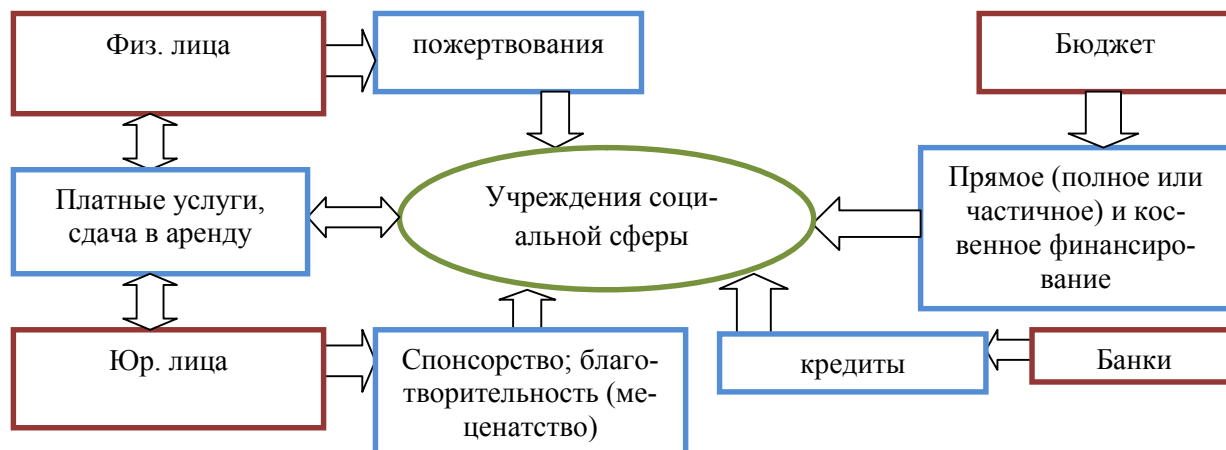 Физ. лица
пожертвования
Бюджет
Платные услуги,
сдача в аренду
Учреждения соци-
альной сферы
Прямое (полное или
частичное) и кос-
венное финансиро-
вание
Юр. лица
Спонсорство; благо-
творительность (ме-
ценатство)
кредиты
Банки